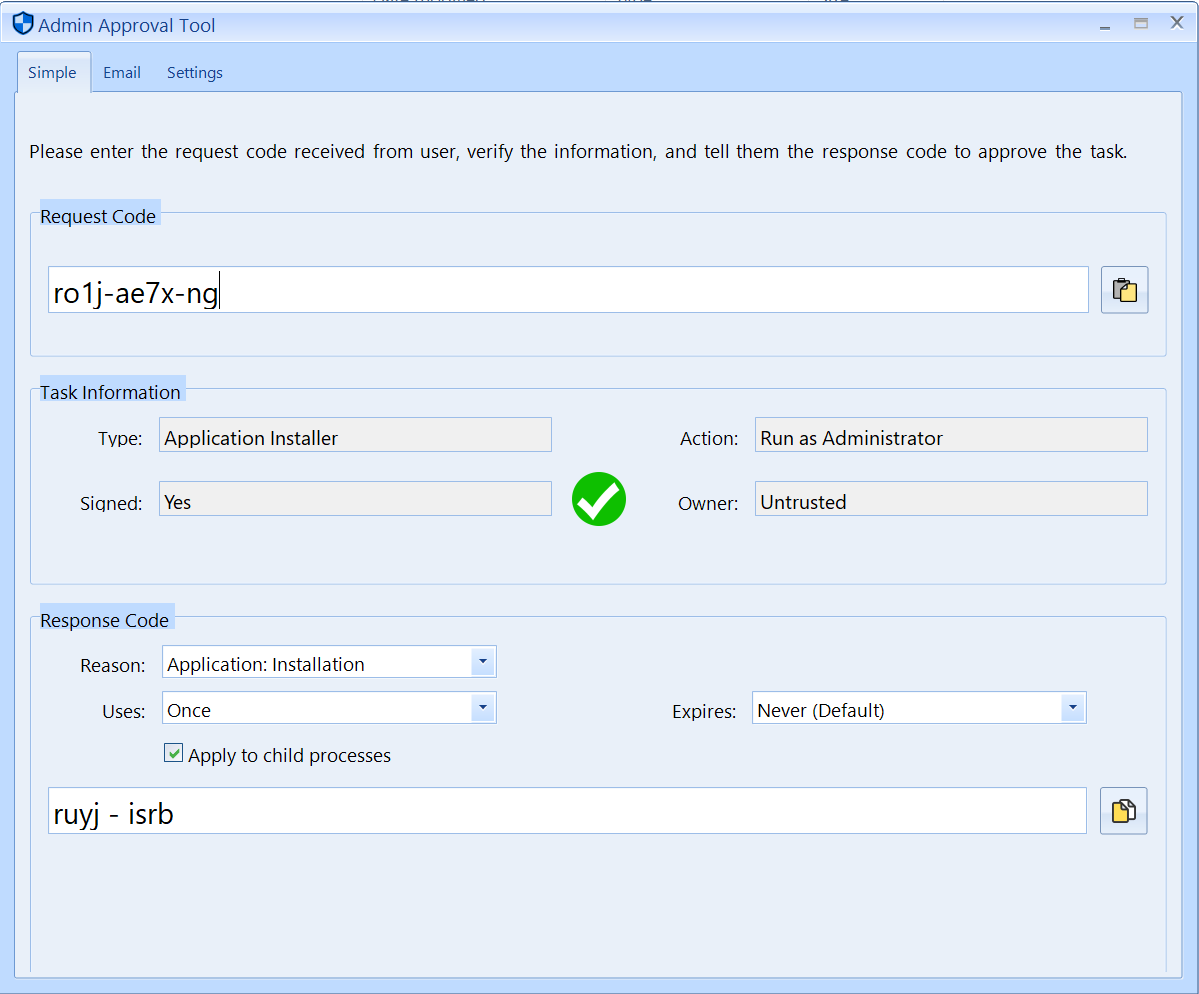 Admin Approval Tool
Simple Email Settings
Please enter the request code received from user, verify the information, and tell them the response code to approve the task.
Request Code
ro1j-ae7x-ng
Task Information
Type: Application Installer Action: Run as Administrator
Signed: Yes Owner: Untrusted
Response Code
Reason: Application: Installation
Uses: Once Expires: Never (Default)
Apply to child processes
ruyj - isrb